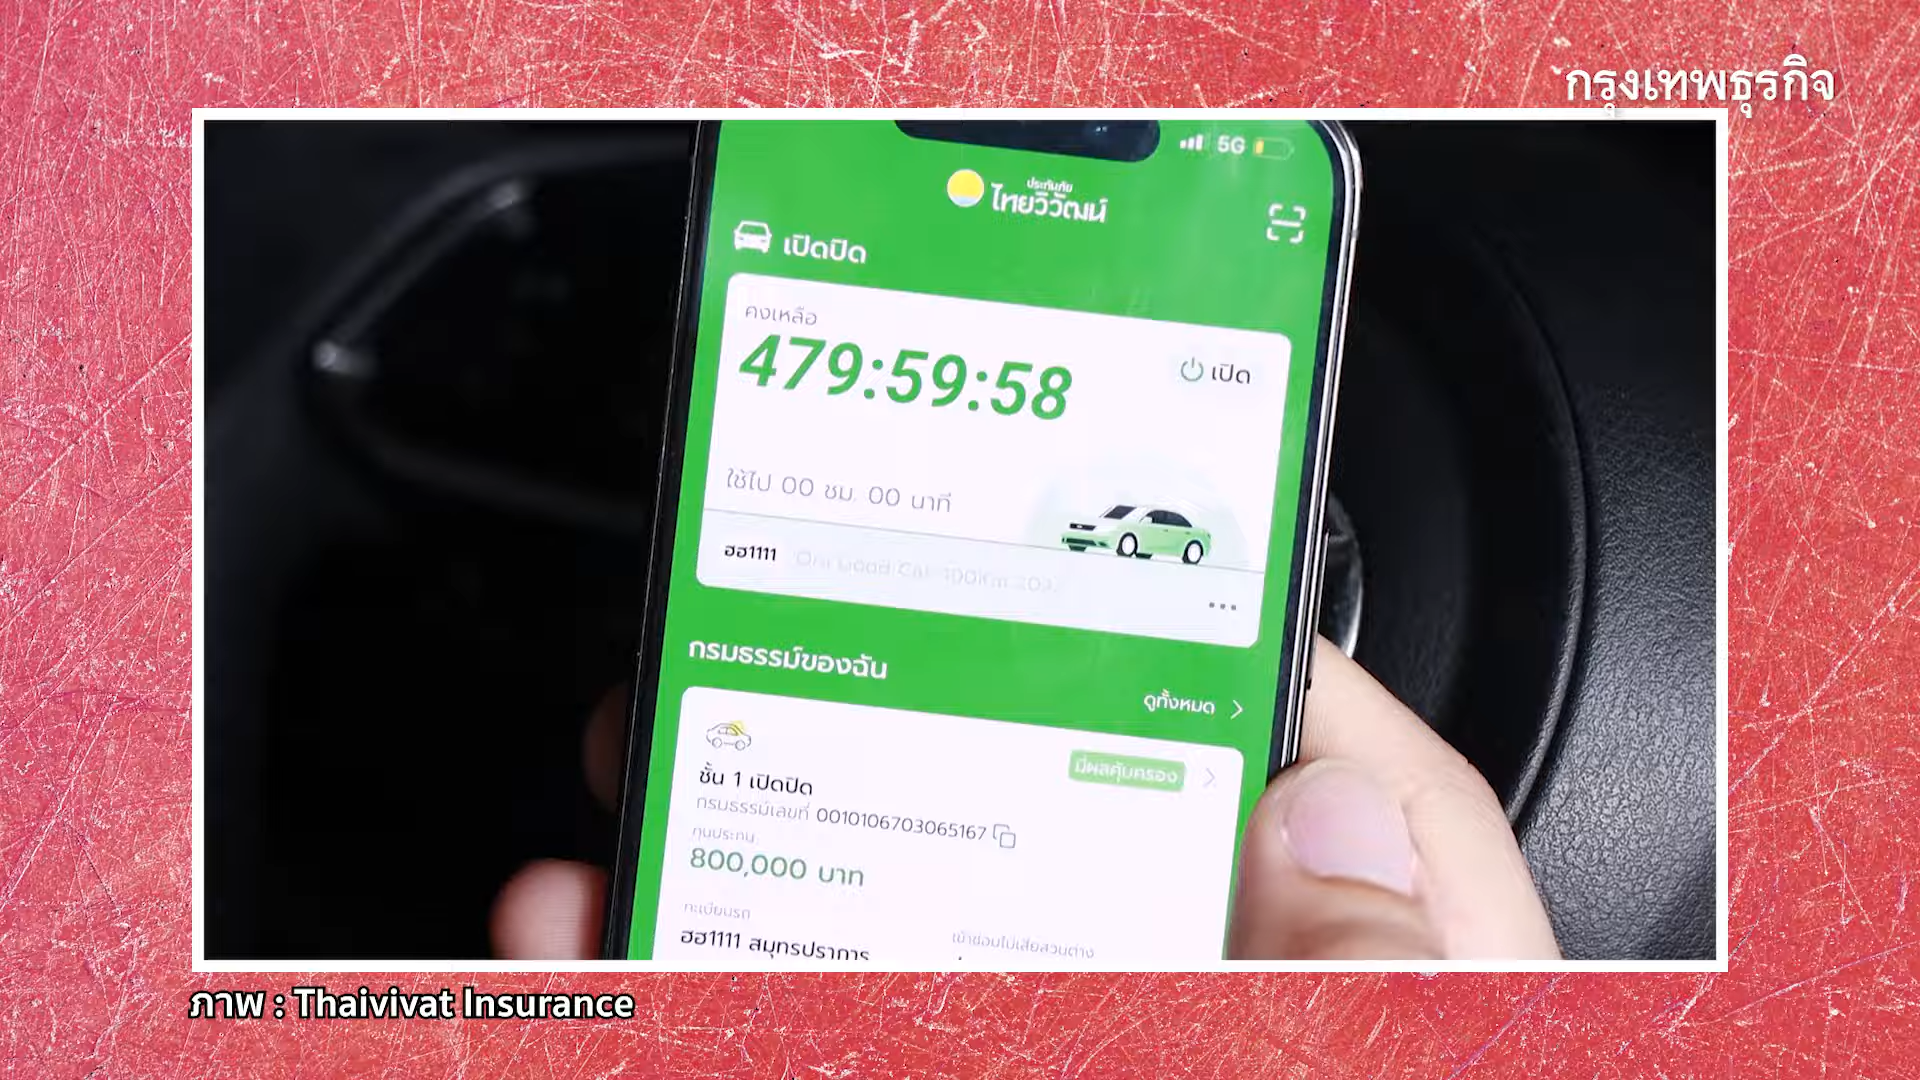 กรุงเทพธุรกิจ
5G
ประกันภัย
ไทยวิวัฒน์
เปิดปิด
คงเหลือ
479:59:58
เปิด
ใช้ไป 00 ชม. 00 นาที
ฮฮ1111 Ora Good Cat
กรมธรรม์ของฉัน
ดูทั้งหมด
ชั้น 1 เปิดปิด
มีผลคุ้มครอง
กรมธรรม์เลขที่ 0010106703065167
ทุนประกัน
800,000 บาท
ทะเบียนรถ
ฮฮ1111 สมุทรปราการ
ภาพ : Thaivivat Insurance